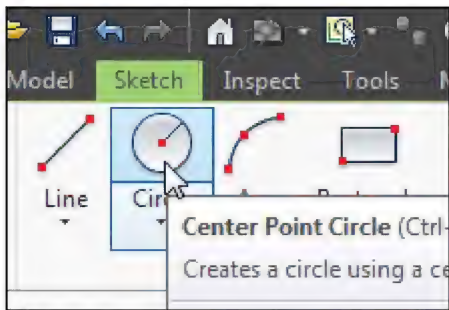 Model Sketch Inspect Tools
Line
Center Point Circle (Ctrl-
Creates a circle using a